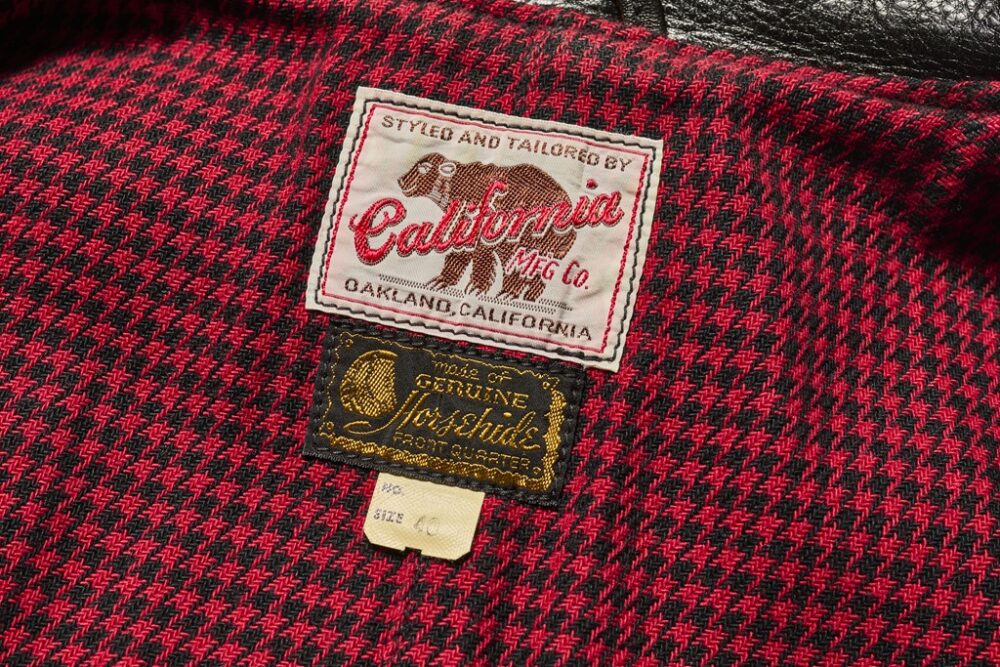 STYLED AND TAILORED BY
California
MFG Co.
OAKLAND, CALIFORNIA
made of
GENUINE
Horsehide
FRONT QUARTER
NO.
SIZE 40